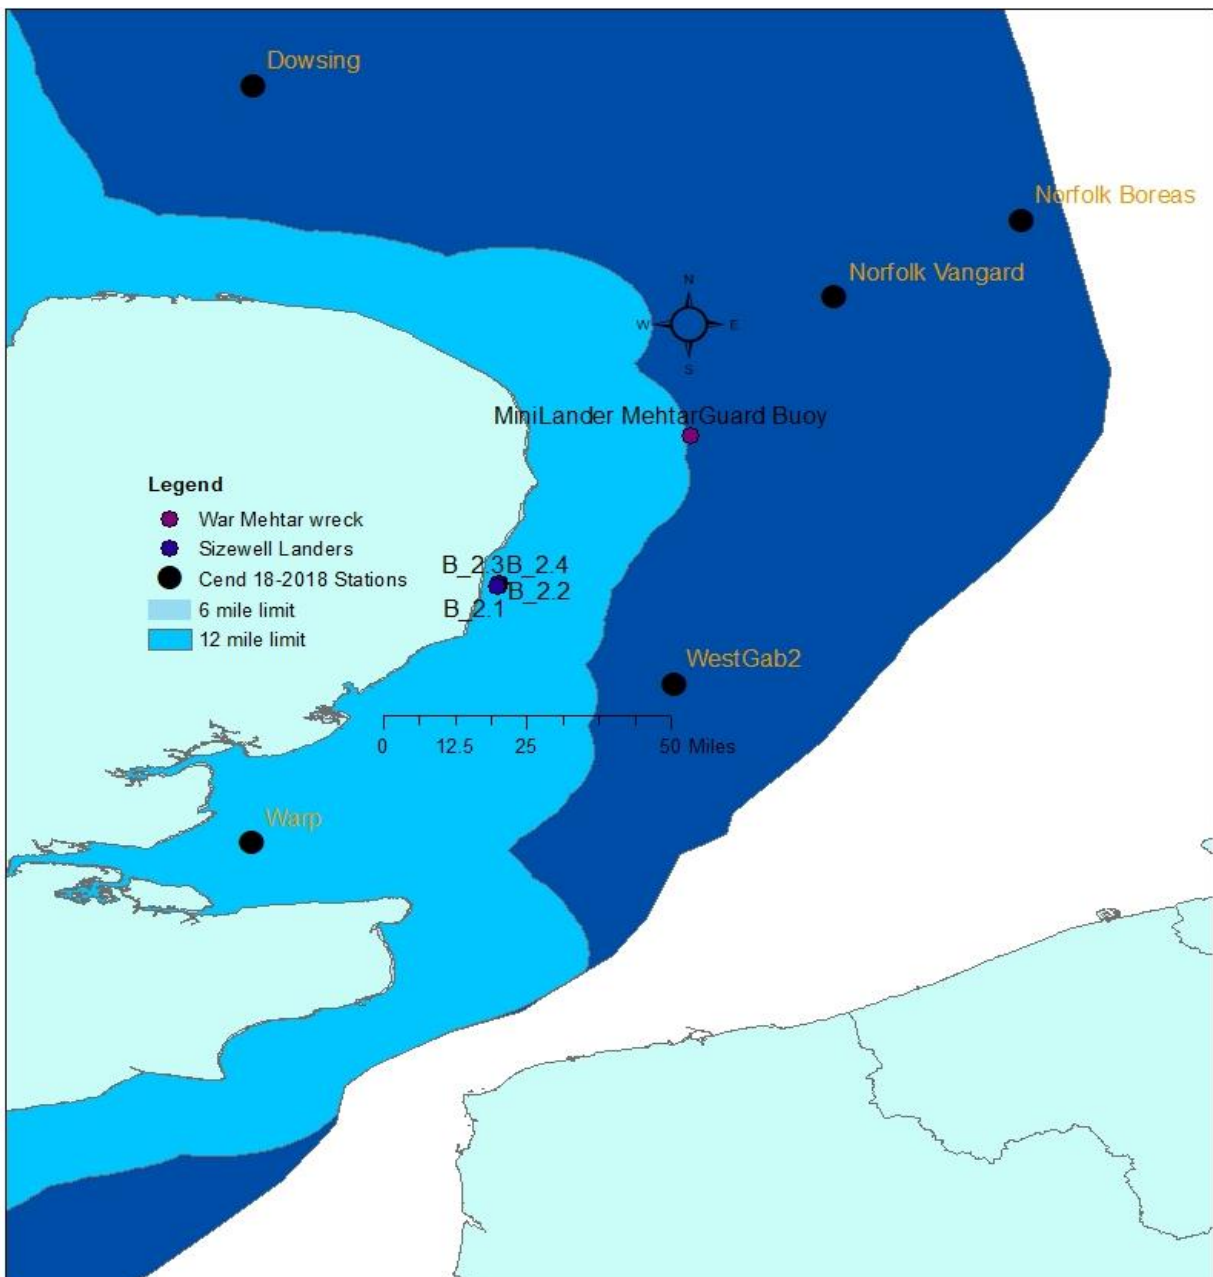 Dowsing
Norfolk Boreas
Norfolk Vangard
N
W E
S
MiniLander MehtarGuard Buoy
Legend
War Mehtar wreck
Sizewell Landers
Cend 18-2018 Stations
6 mile limit
12 mile limit
B_2.3B_2.4
B_2.2
B_2.1
WestGab2
0 12.5 25 50 Miles
Warp